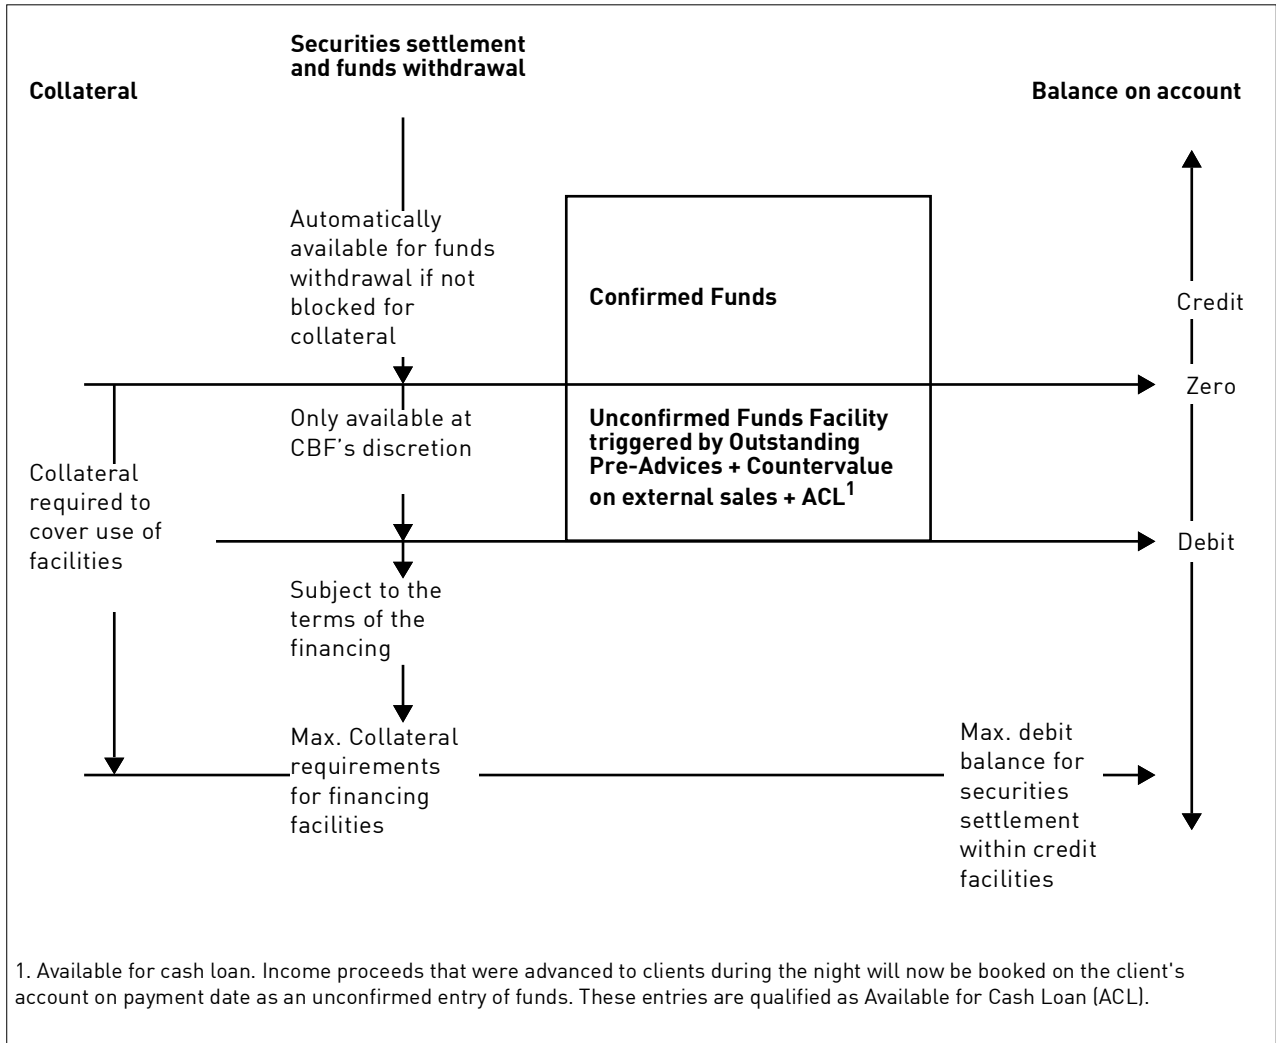 Securities settlement
and funds withdrawal
Collateral
Balance on account
Automatically
available for funds
withdrawal if not
blocked for
collateral
Confirmed Funds
Credit
Zero
Only available at
CBF’s discretion
Unconfirmed Funds Facility
triggered by Outstanding
Pre-Advices + Countervalue
on external sales + ACL1
Collateral
required to
cover use of
facilities
Debit
Subject to the
terms of the
financing
Max. Collateral
requirements
for financing
facilities
Max. debit
balance for
securities
settlement
within credit
facilities
1. Available for cash loan. Income proceeds that were advanced to clients during the night will now be booked on the client's
account on payment date as an unconfirmed entry of funds. These entries are qualified as Available for Cash Loan (ACL).